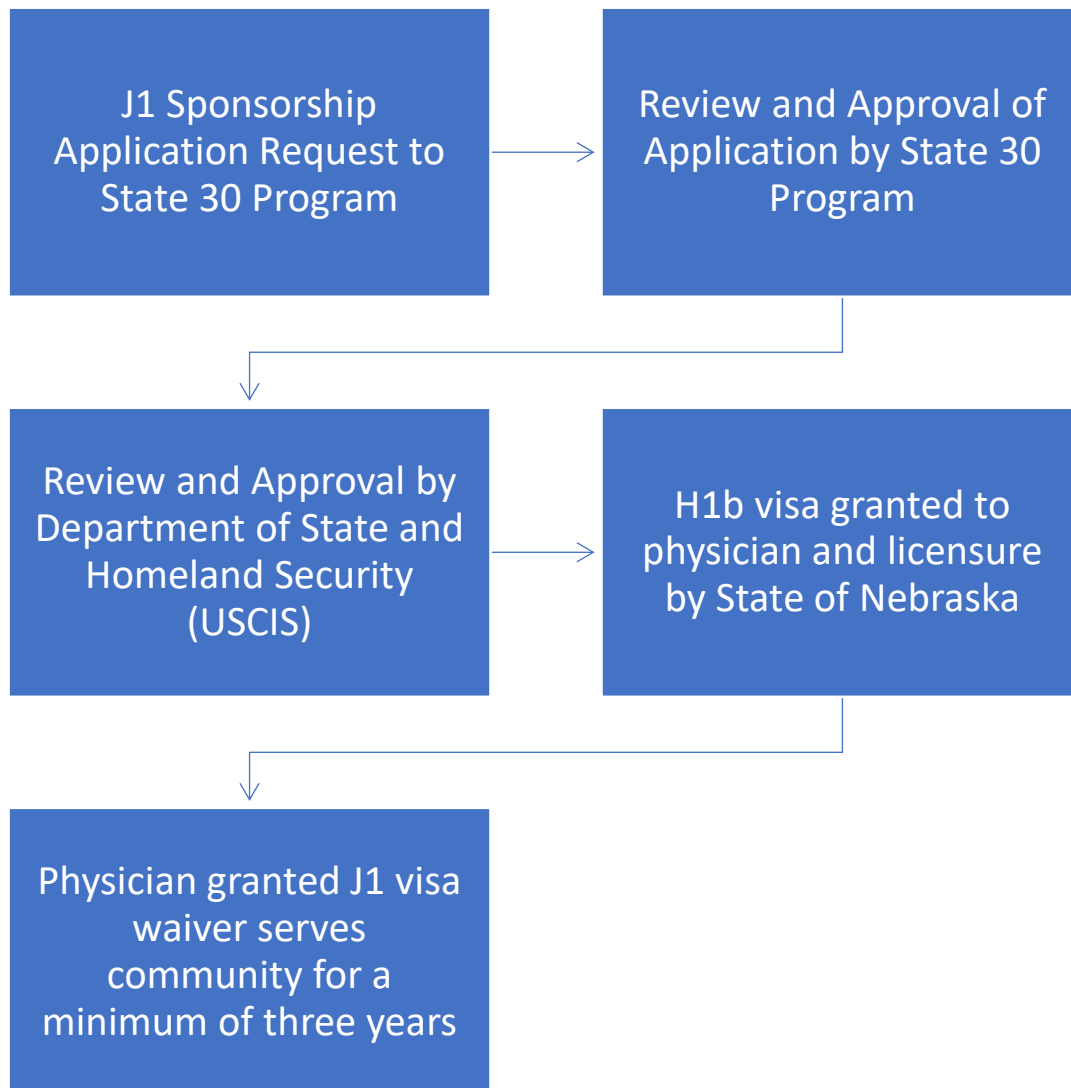 J1 Sponsorship
Application Request to
State 30 Program
Review and Approval of
Application by State 30
Program
Review and Approval by
Department of State and
Homeland Security
(USCIS)
H1b visa granted to
physician and licensure
by State of Nebraska
Physician granted J1 visa
waiver serves
community for a
minimum of three years